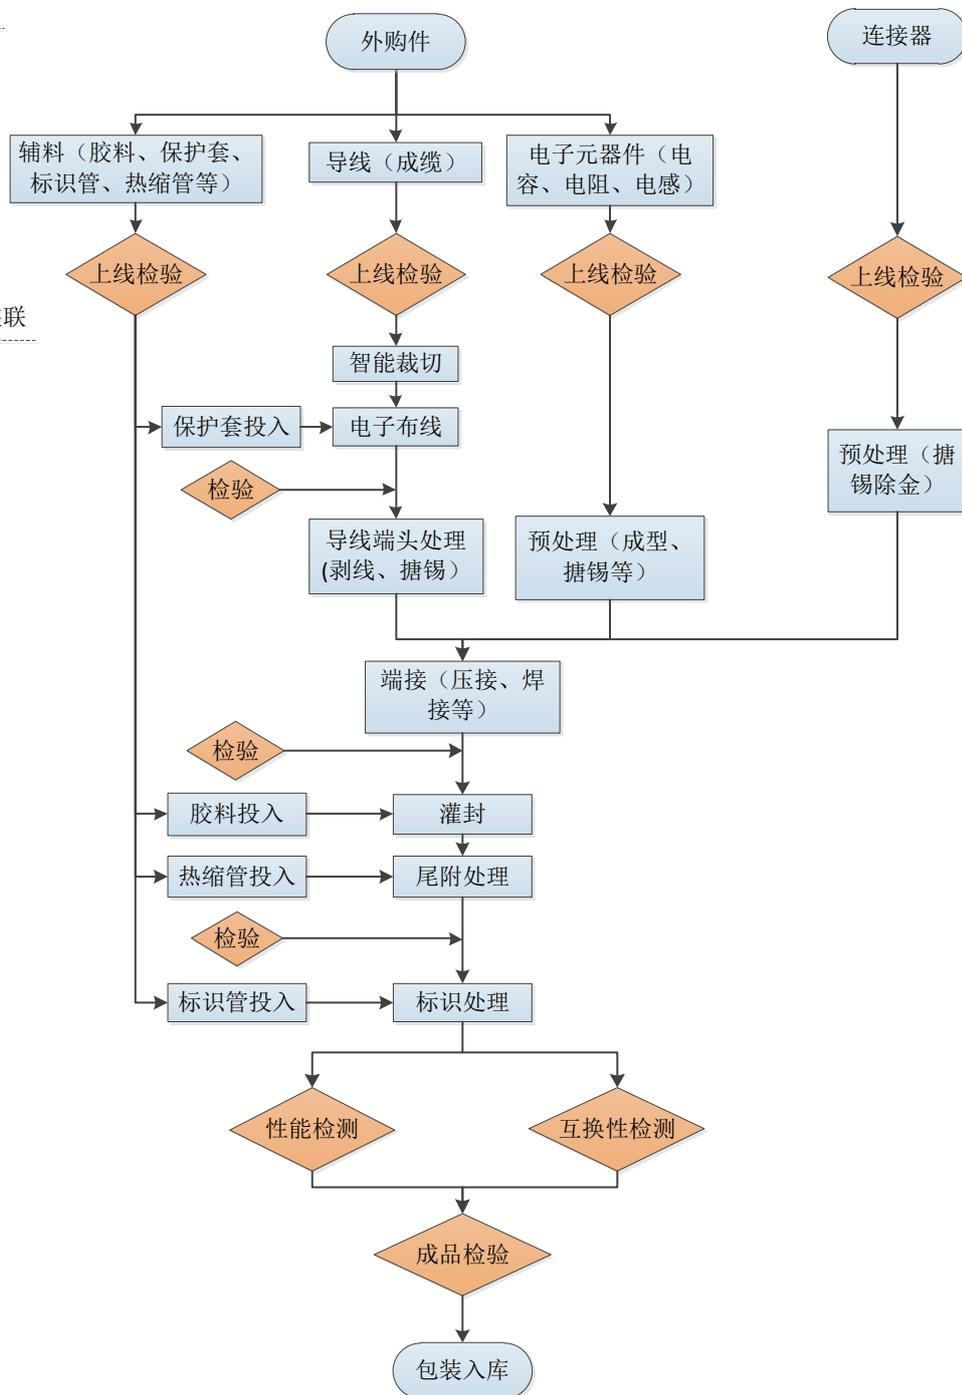 外购件
连接器
辅料（胶料、保护套、
标识管、热缩管等）
导线（成缆）
电子元器件（电
容、电阻、电感）
上线检验
上线检验
上线检验
上线检验
联
智能裁切
保护套投入
电子布线
预处理（搪
锡除金）
检验
导线端头处理
(剥线、搪锡）
预处理（成型、
搪锡等）
端接（压接、焊
接等）
检验
胶料投入
灌封
热缩管投入
尾附处理
检验
标识管投入
标识处理
性能检测
互换性检测
成品检验
包装入库